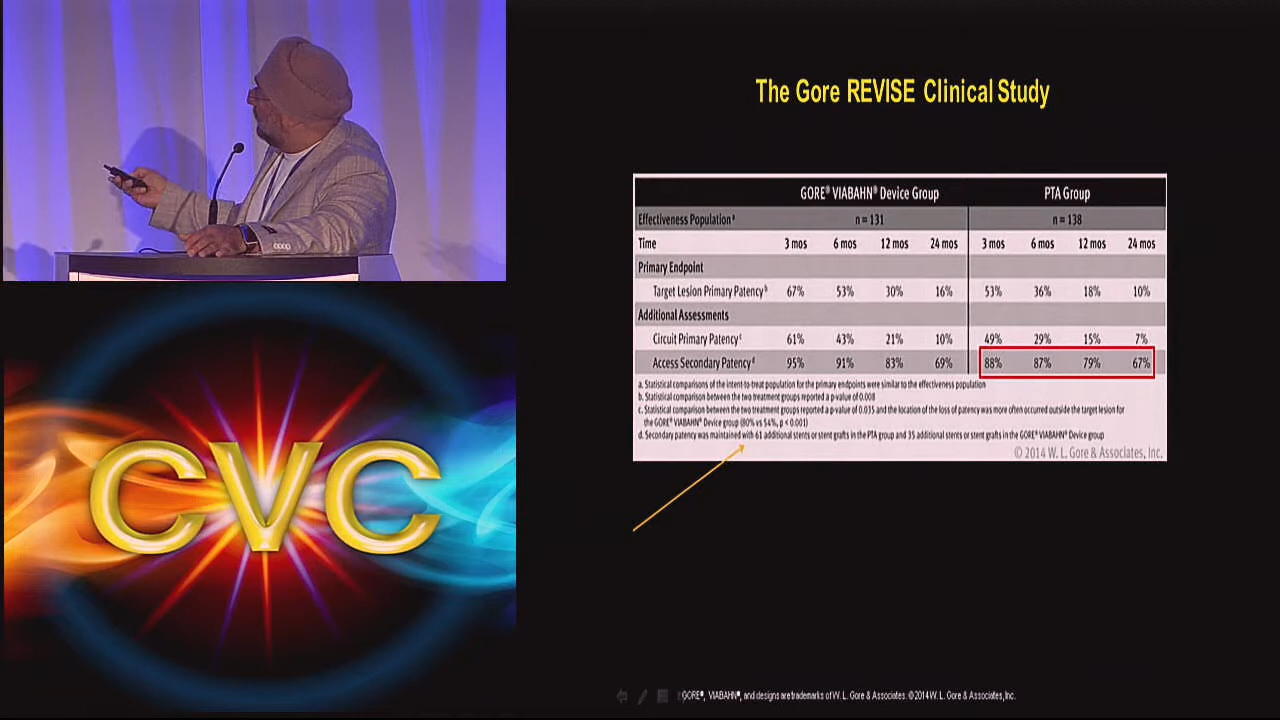 The Gore REVISE Clinical Study
GORE® VIABAHN® Device Group PTA Group
Effectiveness Populationᵃ n = 131 n = 138
Time 3 mos 6 mos 12 mos 24 mos 3 mos 6 mos 12 mos 24 mos
Primary Endpoint
Target Lesion Primary Patencyᵇ 67% 53% 30% 16% 53% 36% 18% 10%
Additional Assessments
Circuit Primary Patencyᶜ 61% 43% 21% 10% 49% 29% 15% 7%
Access Secondary Patencyᵈ 95% 91% 83% 69% 88% 87% 79% 67%
a. Statistical comparisons of the intent-to-treat population for the primary endpoints were similar to the effectiveness population
b. Statistical comparison between the two treatment groups reported a p-value of 0.008
c. Statistical comparison between the two treatment groups reported a p-value of 0.035 and the location of the loss of patency was more often occurred outside the target lesion for
the GORE® VIABAHN® Device group (80% vs 54%, p < 0.001)
d. Secondary patency was maintained with 61 additional stents or stent grafts in the PTA group and 35 additional stents or stent grafts in the GORE® VIABAHN® Device group
© 2014 W. L. Gore & Associates, Inc.
CVC
GORE®, VIABAHN®, and designs are trademarks of W. L. Gore & Associates. © 2014 W. L. Gore & Associates, Inc.